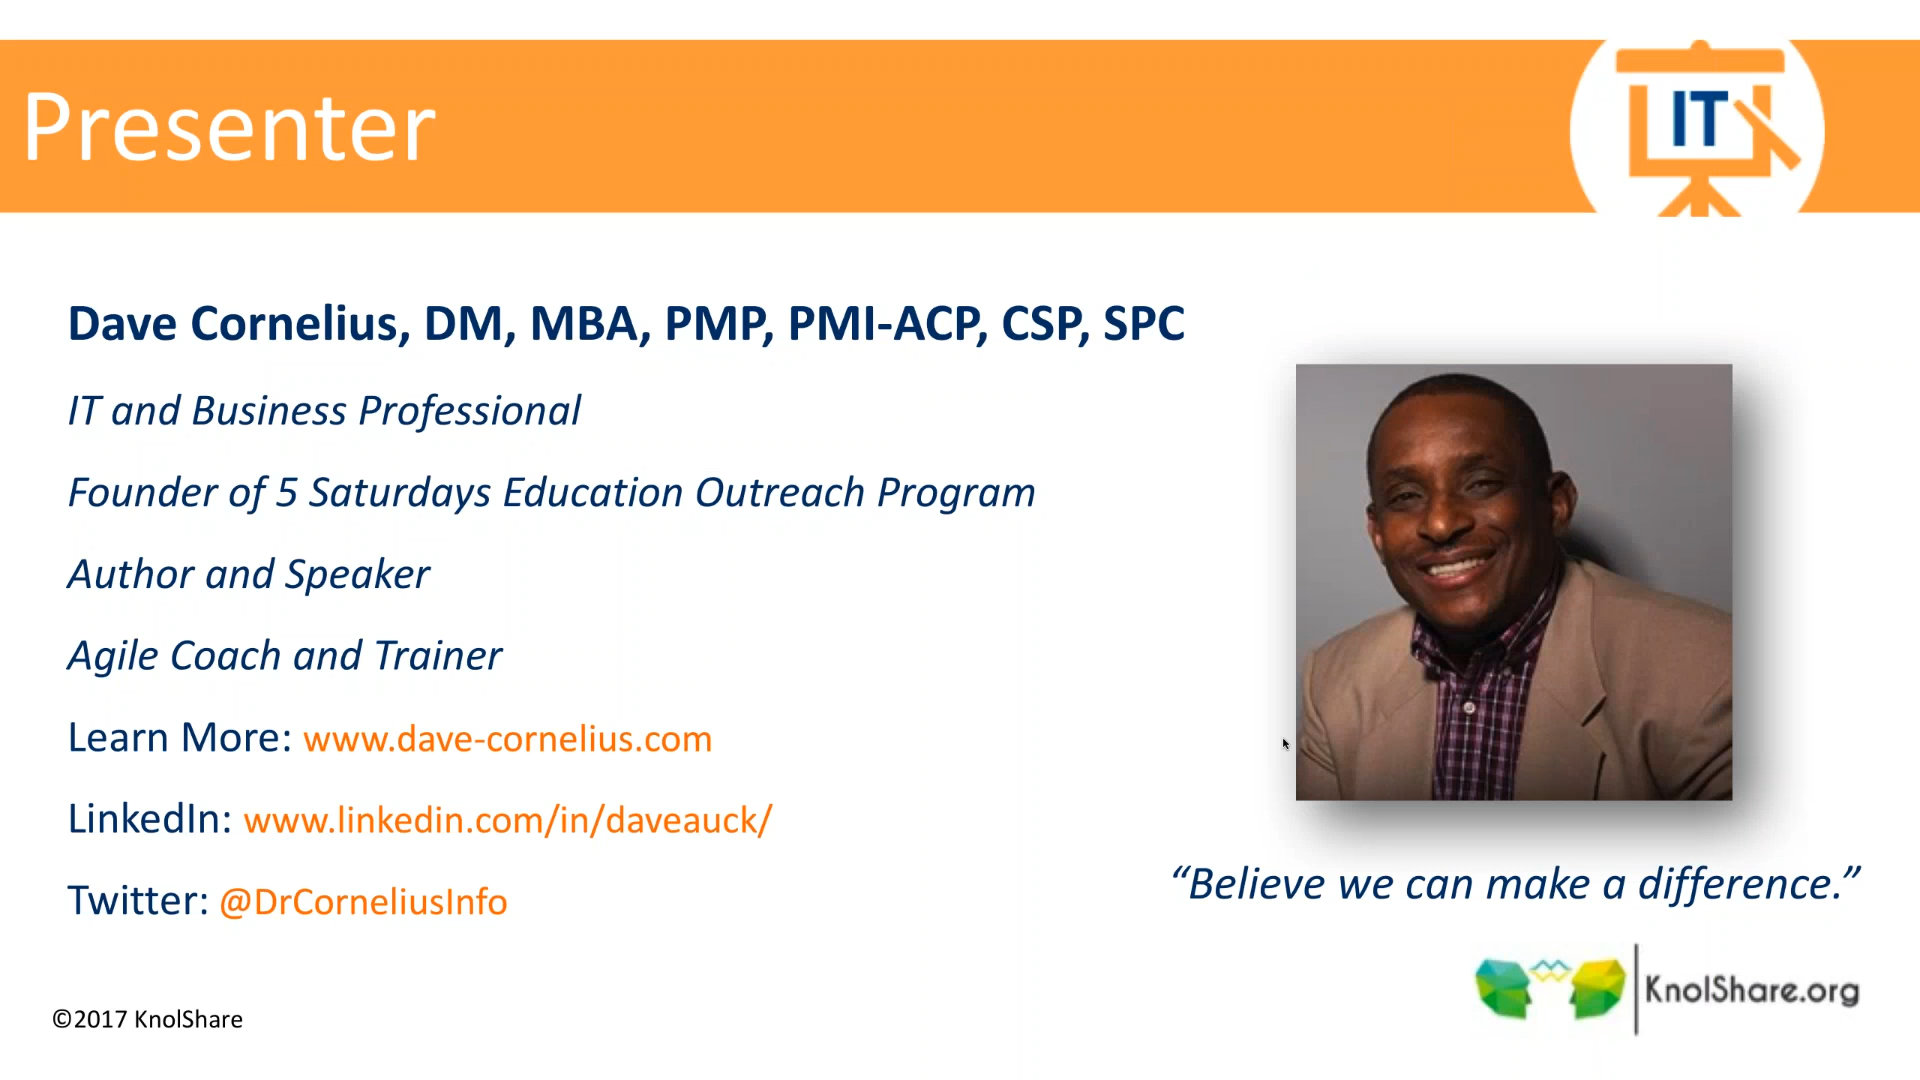 Presenter
IT
Dave Cornelius, DM, MBA, PMP, PMI-ACP, CSP, SPC
IT and Business Professional
Founder of 5 Saturdays Education Outreach Program
Author and Speaker
Agile Coach and Trainer
Learn More: www.dave-cornelius.com
LinkedIn: www.linkedin.com/in/daveauck/
Twitter: @DrCorneliusInfo
“Believe we can make a difference.”
KnolShare.org
©2017 KnolShare